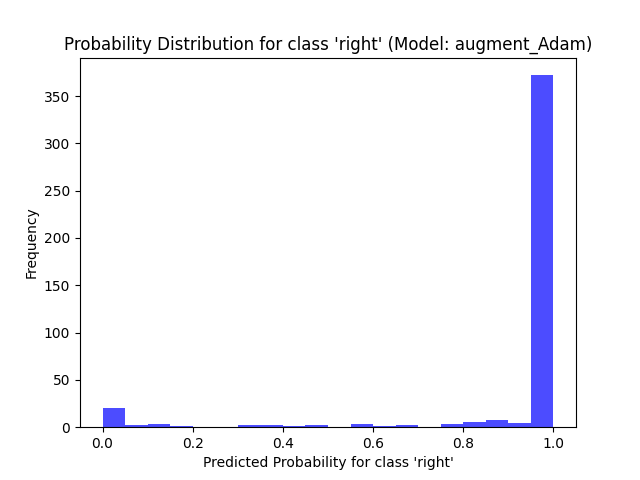 Probability Distribution for class 'right' (Model: augment_Adam)
350
300
250
200
150
100
50
0
Frequency
0.0 0.2 0.4 0.6 0.8 1.0
Predicted Probability for class 'right'